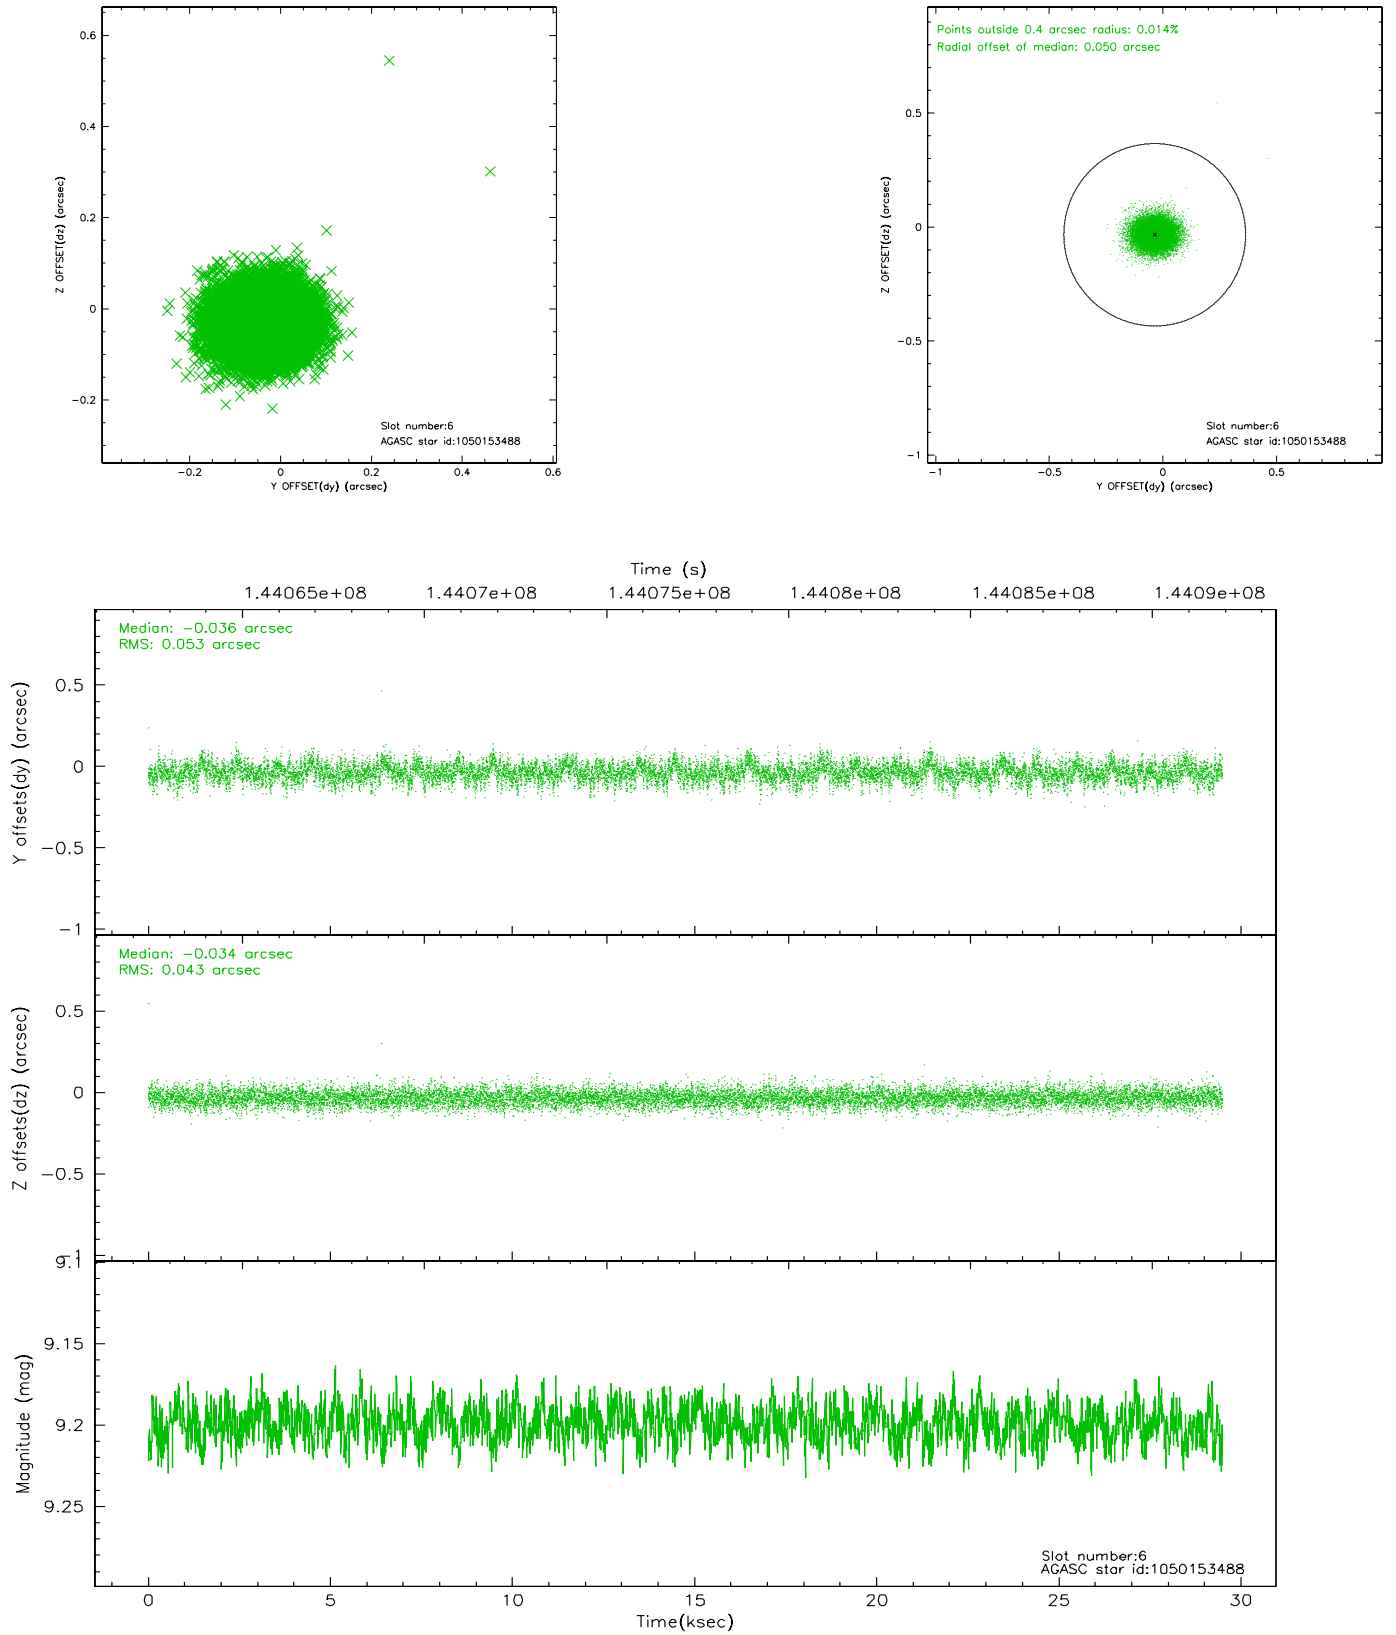 0.6
0.4
0.2
0
−0.2
Z OFFSET(dz) (arcsec)
Slot number:6
AGASC star id:1050153488
−0.2 0 0.2 0.4 0.6
Y OFFSET(dy) (arcsec)
Points outside 0.4 arcsec radius: 0.014%
Radial offset of median: 0.050 arcsec
0.5
0
−0.5
−1
Z OFFSET(dz) (arcsec)
Slot number:6
AGASC star id:1050153488
−1 −0.5 0 0.5
Y OFFSET(dy) (arcsec)
Time (s)
1.44065e+08 1.4407e+08 1.44075e+08 1.4408e+08 1.44085e+08 1.4409e+08
Median: −0.036 arcsec
RMS: 0.053 arcsec
0.5
0
−0.5
−1
Y offsets(dy) (arcsec)
Median: −0.034 arcsec
RMS: 0.043 arcsec
0.5
0
−0.5
−1
Z offsets(dz) (arcsec)
9.1
9.15
9.2
9.25
Magnitude (mag)
Slot number:6
AGASC star id:1050153488
0 5 10 15 20 25 30
Time(ksec)